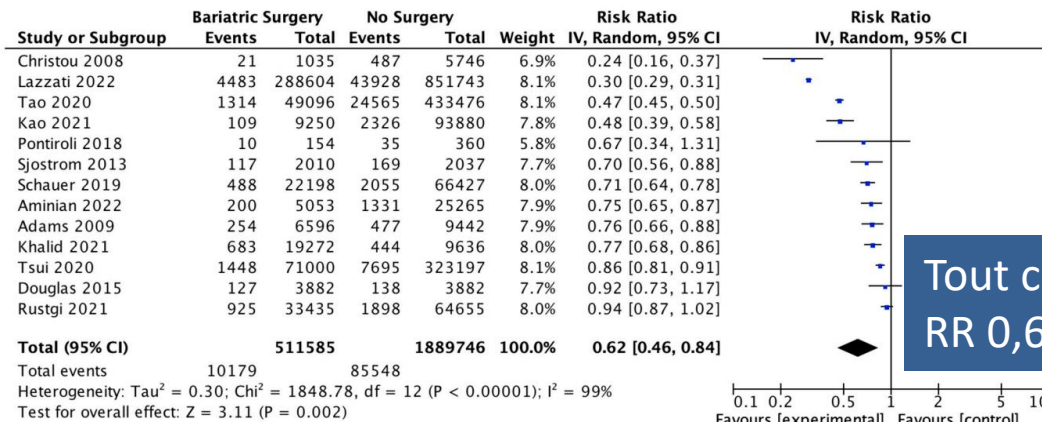 Bariatric Surgery No Surgery Risk Ratio Risk Ratio
Study or Subgroup Events Total Events Total Weight IV, Random, 95% CI IV, Random, 95% CI
Christou 2008 21 1035 487 5746 6.9% 0.24 [0.16, 0.37]
Lazzati 2022 4483 288604 43928 851743 8.1% 0.30 [0.29, 0.31]
Tao 2020 1314 49096 24565 433476 8.1% 0.47 [0.45, 0.50]
Kao 2021 109 9250 2326 93880 7.8% 0.48 [0.39, 0.58]
Pontiroli 2018 10 154 35 360 5.8% 0.67 [0.34, 1.31]
Sjostrom 2013 117 2010 169 2037 7.7% 0.70 [0.56, 0.88]
Schauer 2019 488 22198 2055 66427 8.0% 0.71 [0.64, 0.78]
Aminian 2022 200 5053 1331 25265 7.9% 0.75 [0.65, 0.87]
Adams 2009 254 6596 477 9442 7.9% 0.76 [0.66, 0.88]
Khalid 2021 683 19272 444 9636 8.0% 0.77 [0.68, 0.86]
Tsui 2020 1448 71000 7695 323197 8.1% 0.86 [0.81, 0.91]
Douglas 2015 127 3882 138 3882 7.7% 0.92 [0.73, 1.17]
Rustgi 2021 925 33435 1898 64655 8.0% 0.94 [0.87, 1.02]
Tout c
RR 0,6
Total (95% CI) 511585 1889746 100.0% 0.62 [0.46, 0.84]
Total events 10179 85548
Heterogeneity: Tau² = 0.30; Chi² = 1848.78, df = 12 (P < 0.00001); I² = 99%
Test for overall effect: Z = 3.11 (P = 0.002)
0.1 0.2 0.5 1 2 5 10
Favours [experimental] Favours [control]